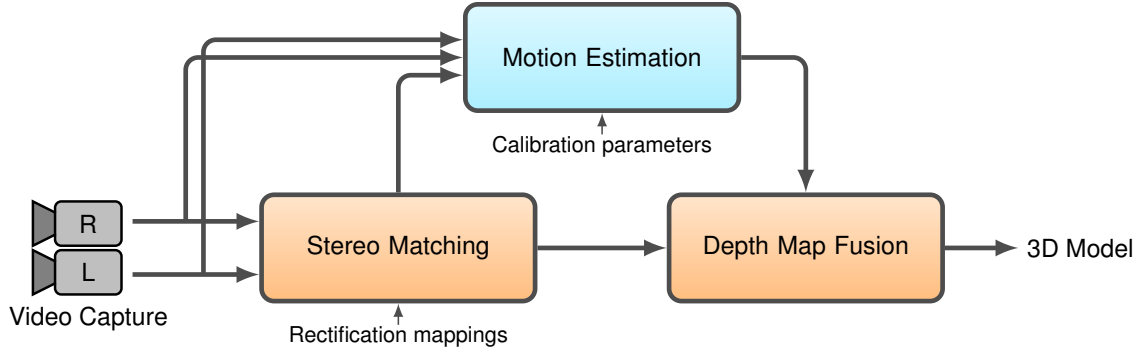 Motion Estimation
Calibration parameters
R
L
Video Capture
Stereo Matching
Rectification mappings
Depth Map Fusion
3D Model